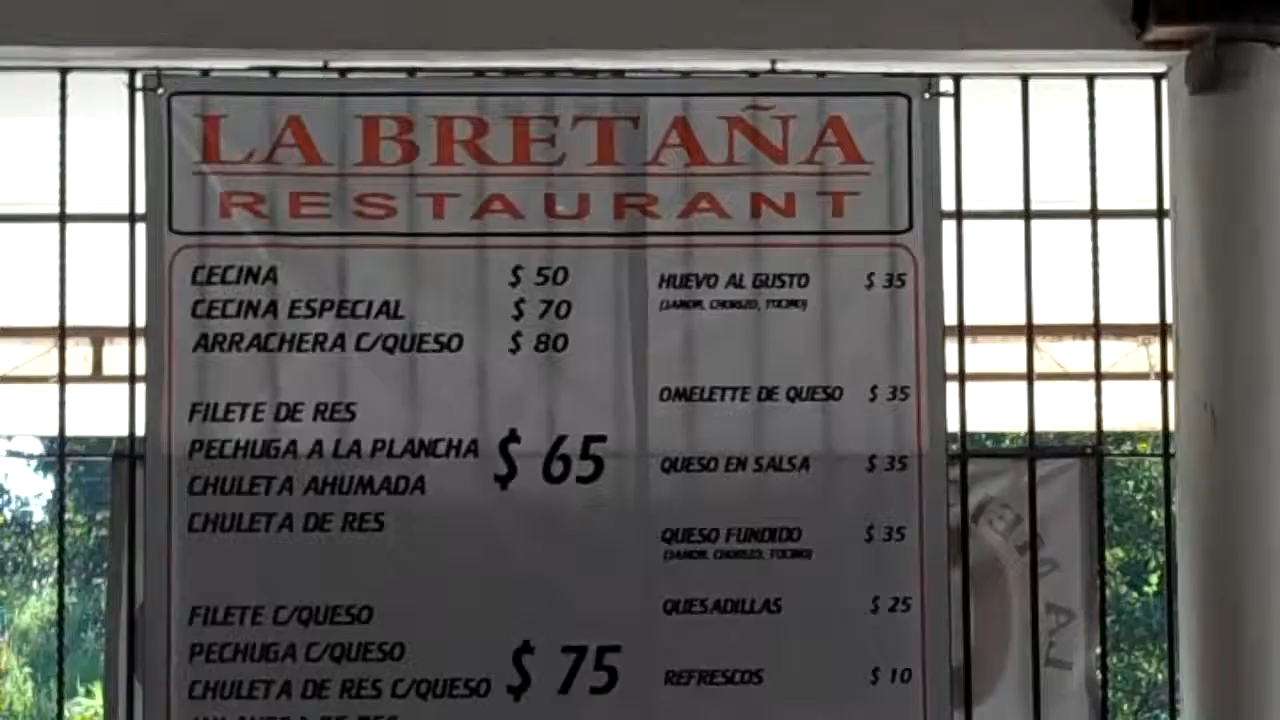 LA BRETAÑA
RESTAURANT
CECINA $ 50
CECINA ESPECIAL $ 70
ARRACHERA C/QUESO $ 80
FILETE DE RES
PECHUGA A LA PLANCHA
CHULETA AHUMADA
CHULETA DE RES
$ 65
FILETE C/QUESO
PECHUGA C/QUESO
CHULETA DE RES C/QUESO
$ 75
DE RES
HUEVO AL GUSTO $ 35
(JAMON, CHORIZO, TOCINO)
OMELETTE DE QUESO $ 35
QUESO EN SALSA $ 35
QUESO FUNDIDO $ 35
(JAMON, CHORIZO, TOCINO)
QUESADILLAS $ 25
REFRESCOS $ 10
LA